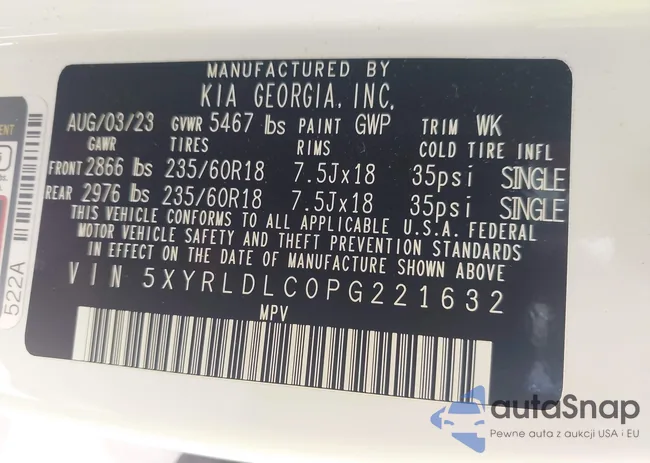 MANUFACTURED BY
KIA GEORGIA, INC.
AUG/03/23 GVWR 5467 lbs PAINT GWP TRIM WK
GAWR TIRES RIMS COLD TIRE INFL
FRONT 2866 lbs 235/60R18 7.5Jx18 35psi SINGLE
REAR 2976 lbs 235/60R18 7.5Jx18 35psi SINGLE
THIS VEHICLE CONFORMS TO ALL APPLICABLE U.S.A. FEDERAL
MOTOR VEHICLE SAFETY AND THEFT PREVENTION STANDARDS
IN EFFECT ON THE DATE OF MANUFACTURE SHOWN ABOVE
VIN 5XYRLDLC0PG221632
MPV
522A
autaSnap
Pewne auta z aukcji USA i EU